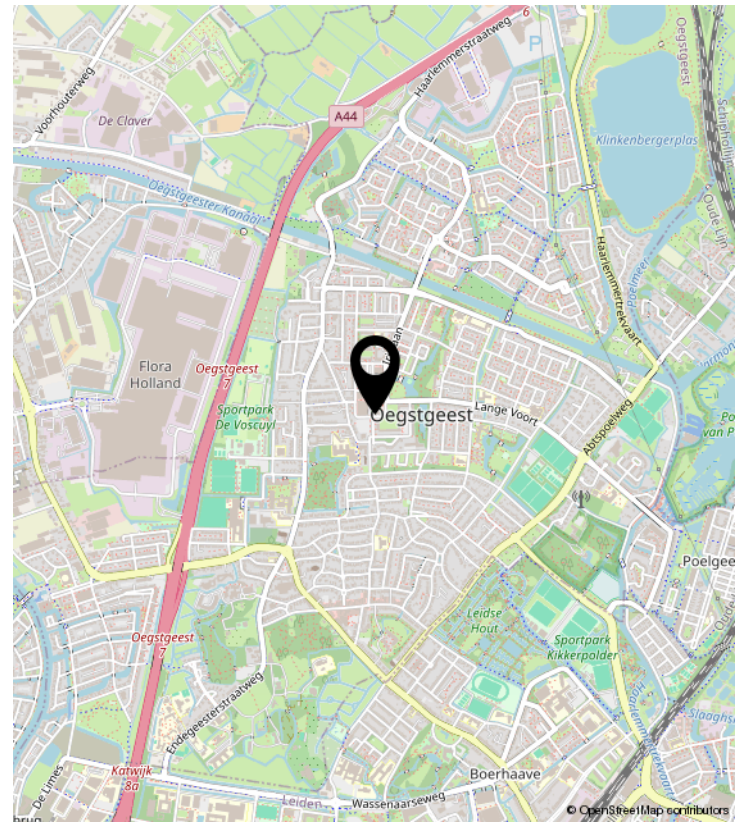 6
P
Haarlemmerstraatweg
Oegstgeest
Voorhouterweg
De Claver
A44
Klinkenbergerplas
Oude Lijn
Oegstgeester Kanaal
Poelmeer
Haarlemmertrekvaart
Flora
Holland
Oegstgeest
7
Sportpark
De Voscuyl
Oegstgeest
Lange Voort
Abtspoelweg
Poelgee
Leidse
Hout
Sportpark
Kikkerpolder
Oegstgeest
7
Endegeesterstraatweg
Katwijk
8a
De Limes
Leiden
Wassenaarseweg
Boerhaave
© OpenStreetMap contributors